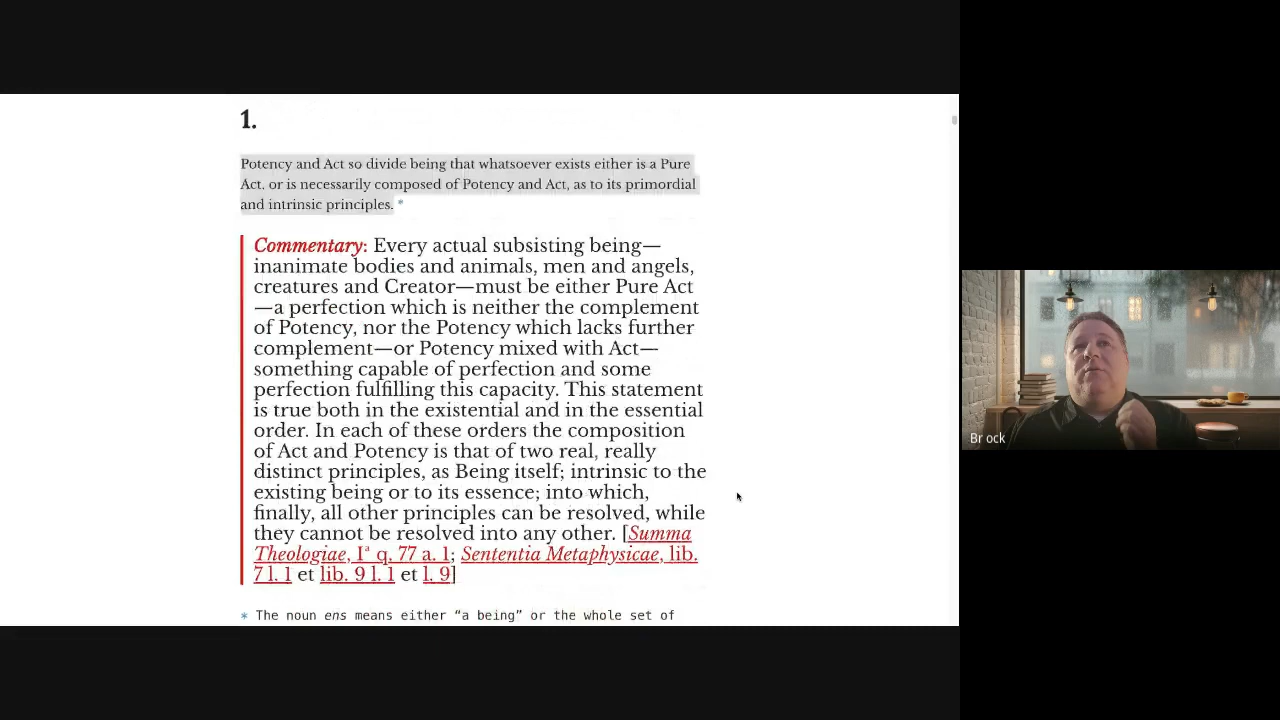 1.
Potency and Act so divide being that whatsoever exists either is a Pure
Act, or is necessarily composed of Potency and Act, as to its primordial
and intrinsic principles. *
Commentary: Every actual subsisting being—
inanimate bodies and animals, men and angels,
creatures and Creator—must be either Pure Act
—a perfection which is neither the complement
of Potency, nor the Potency which lacks further
complement—or Potency mixed with Act—
something capable of perfection and some
perfection fulfilling this capacity. This statement
is true both in the existential and in the essential
order. In each of these orders the composition
of Act and Potency is that of two real, really
distinct principles, as Being itself; intrinsic to the
existing being or to its essence; into which,
finally, all other principles can be resolved, while
they cannot be resolved into any other. [Summa
Theologiae, Iª q. 77 a. 1; Sententia Metaphysicae, lib.
7 l. 1 et lib. 9 l. 1 et l. 9]
* The noun ens means either “a being” or the whole set of
Br ock